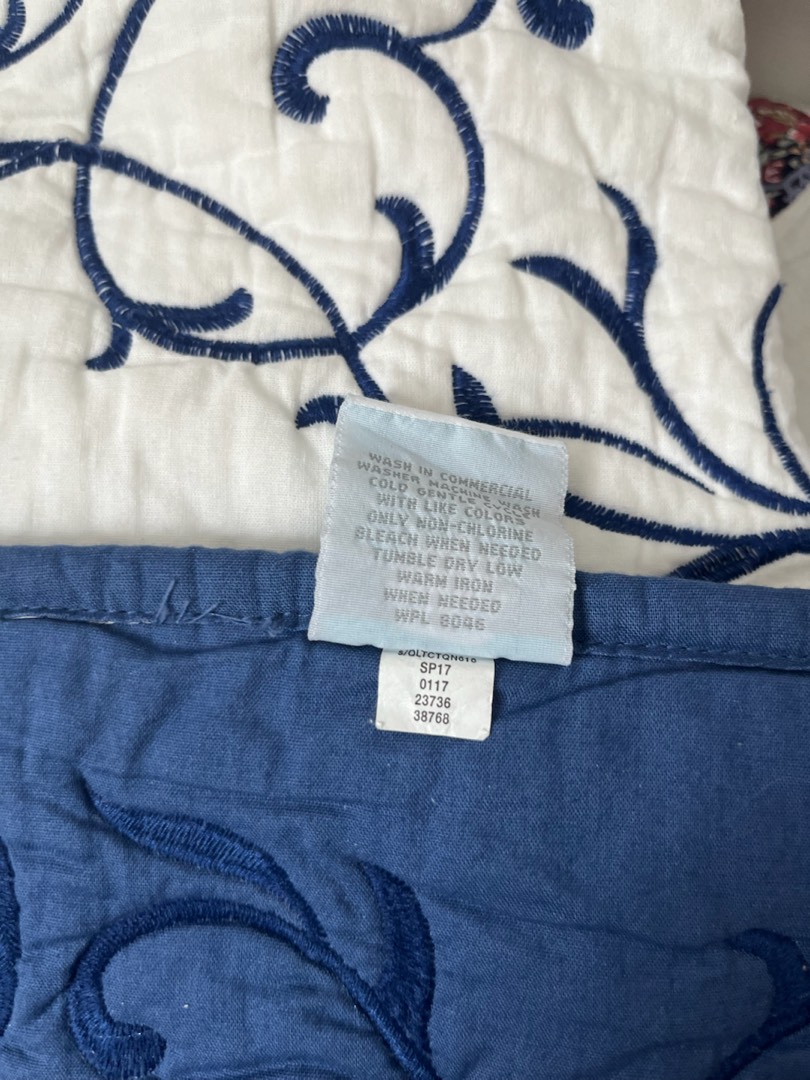 WASH IN COMMERCIAL
WASHER MACHINE WASH
COLD GENTLE CYCLE
WITH LIKE COLORS
ONLY NON-CHLORINE
BLEACH WHEN NEEDED
TUMBLE DRY LOW
WARM IRON
WHEN NEEDED
WPL 8046
SP17
0117
23736
38768